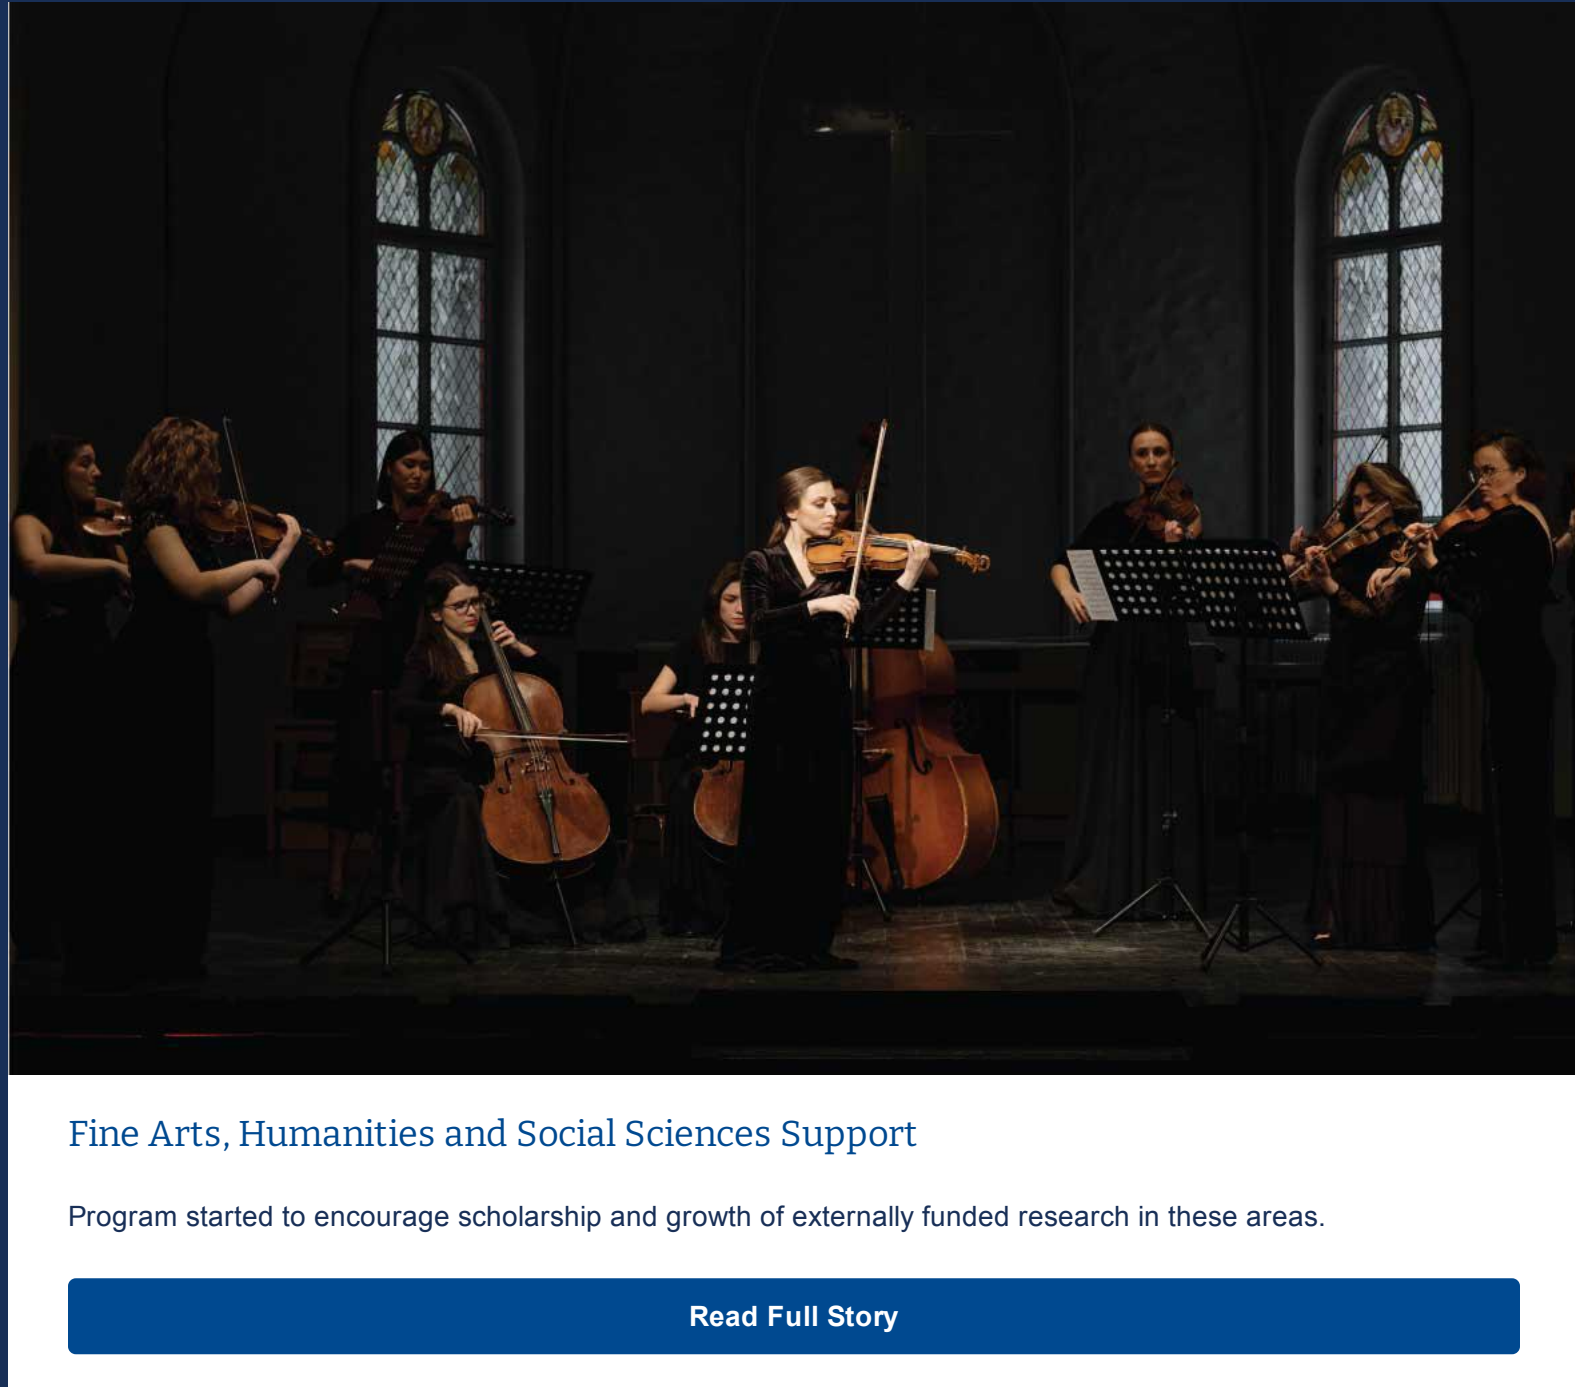 Fine Arts, Humanities and Social Sciences Support
Program started to encourage scholarship and growth of externally funded research in these areas.
Read Full Story